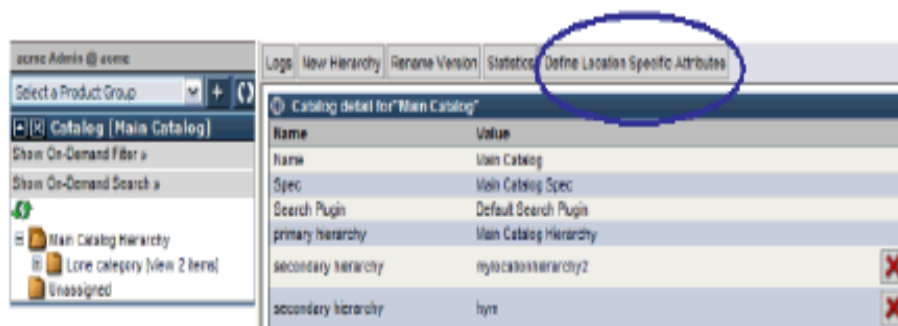 acme Admin @ acme
Select a Product Group
Catalog [Main Catalog]
Show On-Demand Filter »
Show On-Demand Search »
Main Catalog Hierarchy
Lone category [view 2 items]
Unassigned
Logs New Hierarchy Rename Version Statistics Define Location Specific Attributes
Catalog detail for"Main Catalog"
Name Value
Name Main Catalog
Spec Main Catalog Spec
Search Plugin Default Search Plugin
primary hierarchy Main Catalog Hierarchy
secondary hierarchy mylocationhierarchy2
secondary hierarchy